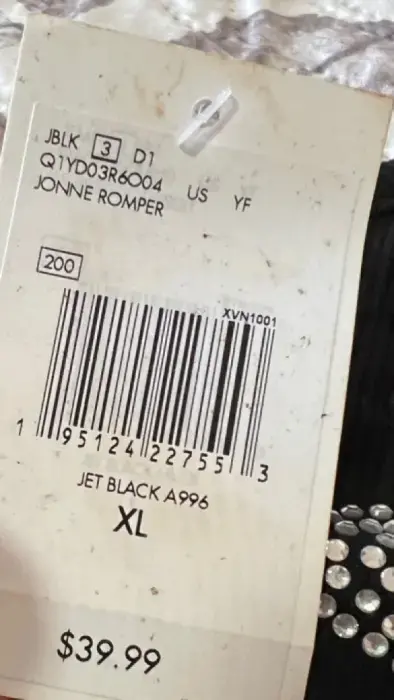 JBLK 3 D1
Q1YD03R6O04 US YF
JONNE ROMPER
200
XVN1001
1 95124 22755 3
JET BLACK A996
XL
$39.99